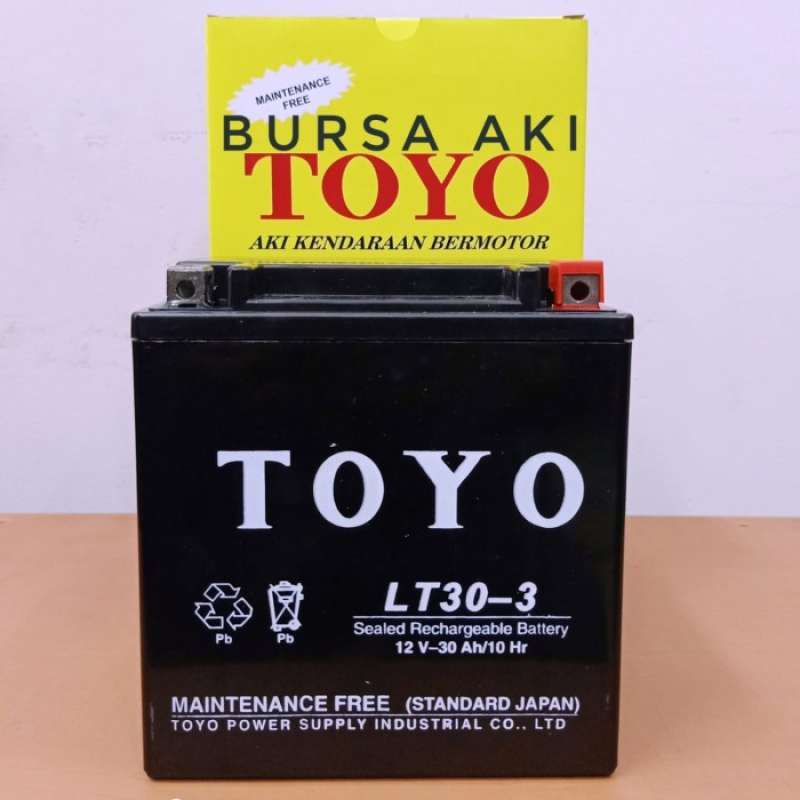 MAINTENANCE
FREE
BURSA AKI
TOYO
AKI KENDARAAN BERMOTOR
TOYO
LT30–3
Pb Pb
Sealed Rechargeable Battery
12 V–30 Ah/10 Hr
MAINTENANCE FREE (STANDARD JAPAN)
TOYO POWER SUPPLY INDUSTRIAL CO.. LTD